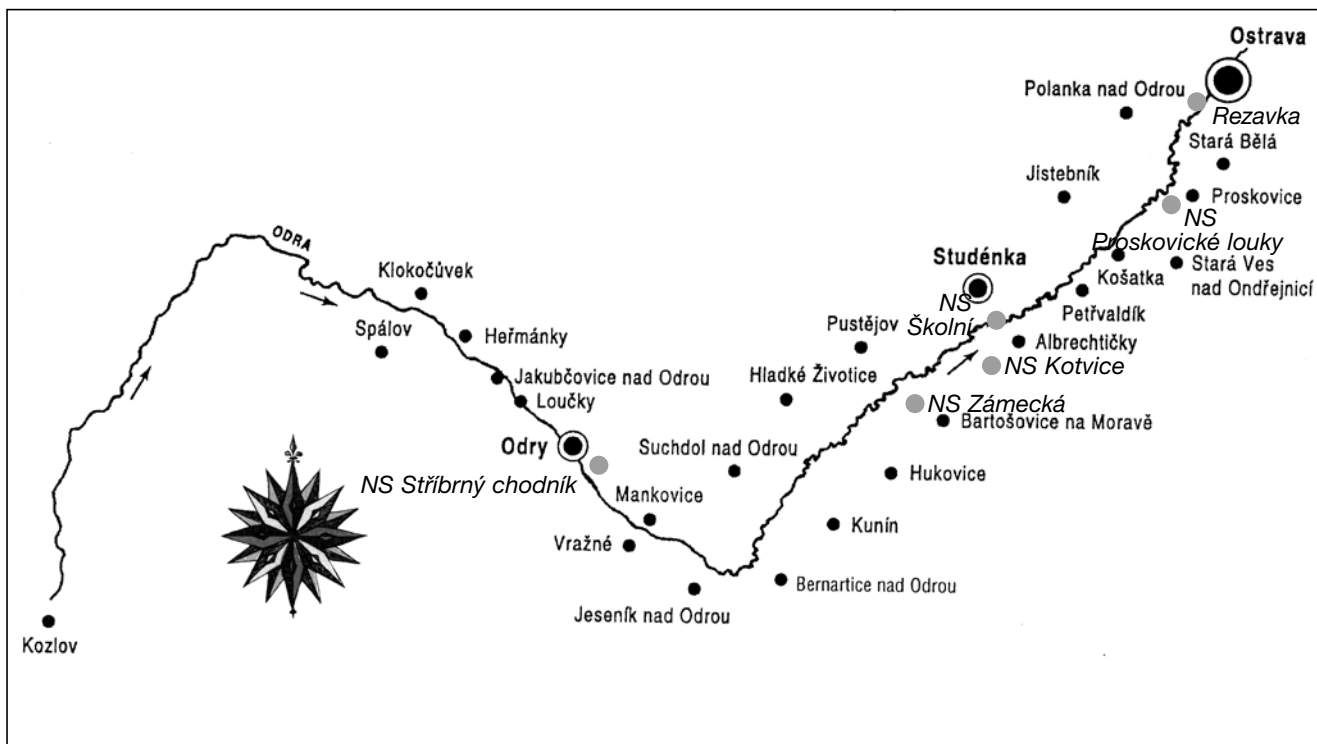 Ostrava
Polanka nad Odrou
Rezavka
Stará Bělá
Jistebník
Proskovice
NS
Proskovické louky
ODRA
Studénka
Košatka
Stará Ves
nad Ondřejnicí
Klokočůvek
NS
Školní
Petřvaldík
Spálov
Heřmánky
Pustějov
Albrechtičky
NS Kotvice
Jakubčovice nad Odrou
Hladké Životice
Loučky
NS Zámecká
Bartošovice na Moravě
Odry
Suchdol nad Odrou
Hukovice
NS Stříbrný chodník
Mankovice
Kunín
Vražné
Bernartice nad Odrou
Jeseník nad Odrou
Kozlov